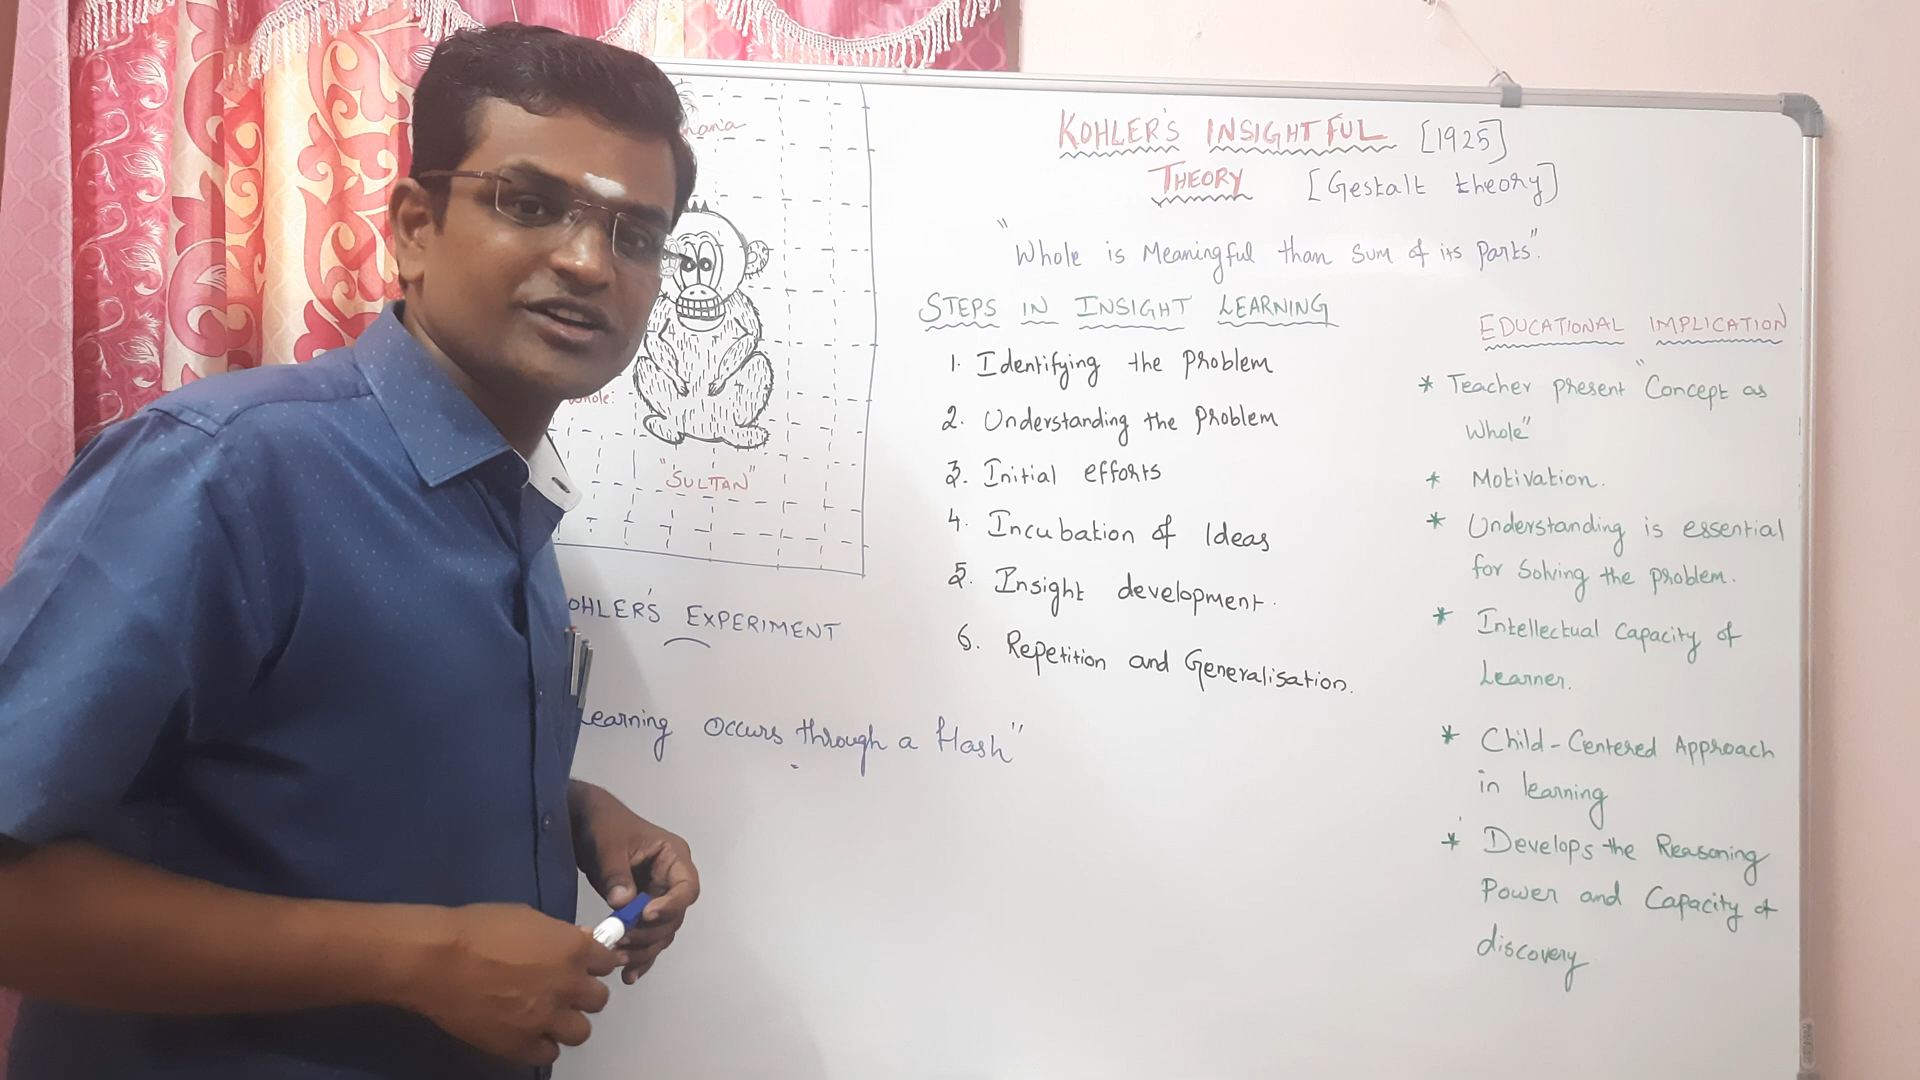 KOHLER'S INSIGHTFUL [1925]
THEORY [Gestalt theory]
"Whole is Meaningful than Sum of its Parts".
STEPS IN INSIGHT LEARNING
1. Identifying the Problem
2. Understanding the Problem
3. Initial efforts
4. Incubation of Ideas
5. Insight development.
6. Repetition and Generalisation.
EDUCATIONAL IMPLICATION
* Teacher present "Concept as
Whole"
* Motivation.
* Understanding is essential
for Solving the problem.
* Intellectual Capacity of
Learner.
* Child-Centered Approach
in learning
* Develops the Reasoning
Power and Capacity of
discovery
"SULTAN"
OHLER'S EXPERIMENT
Learning Occurs through a flash"